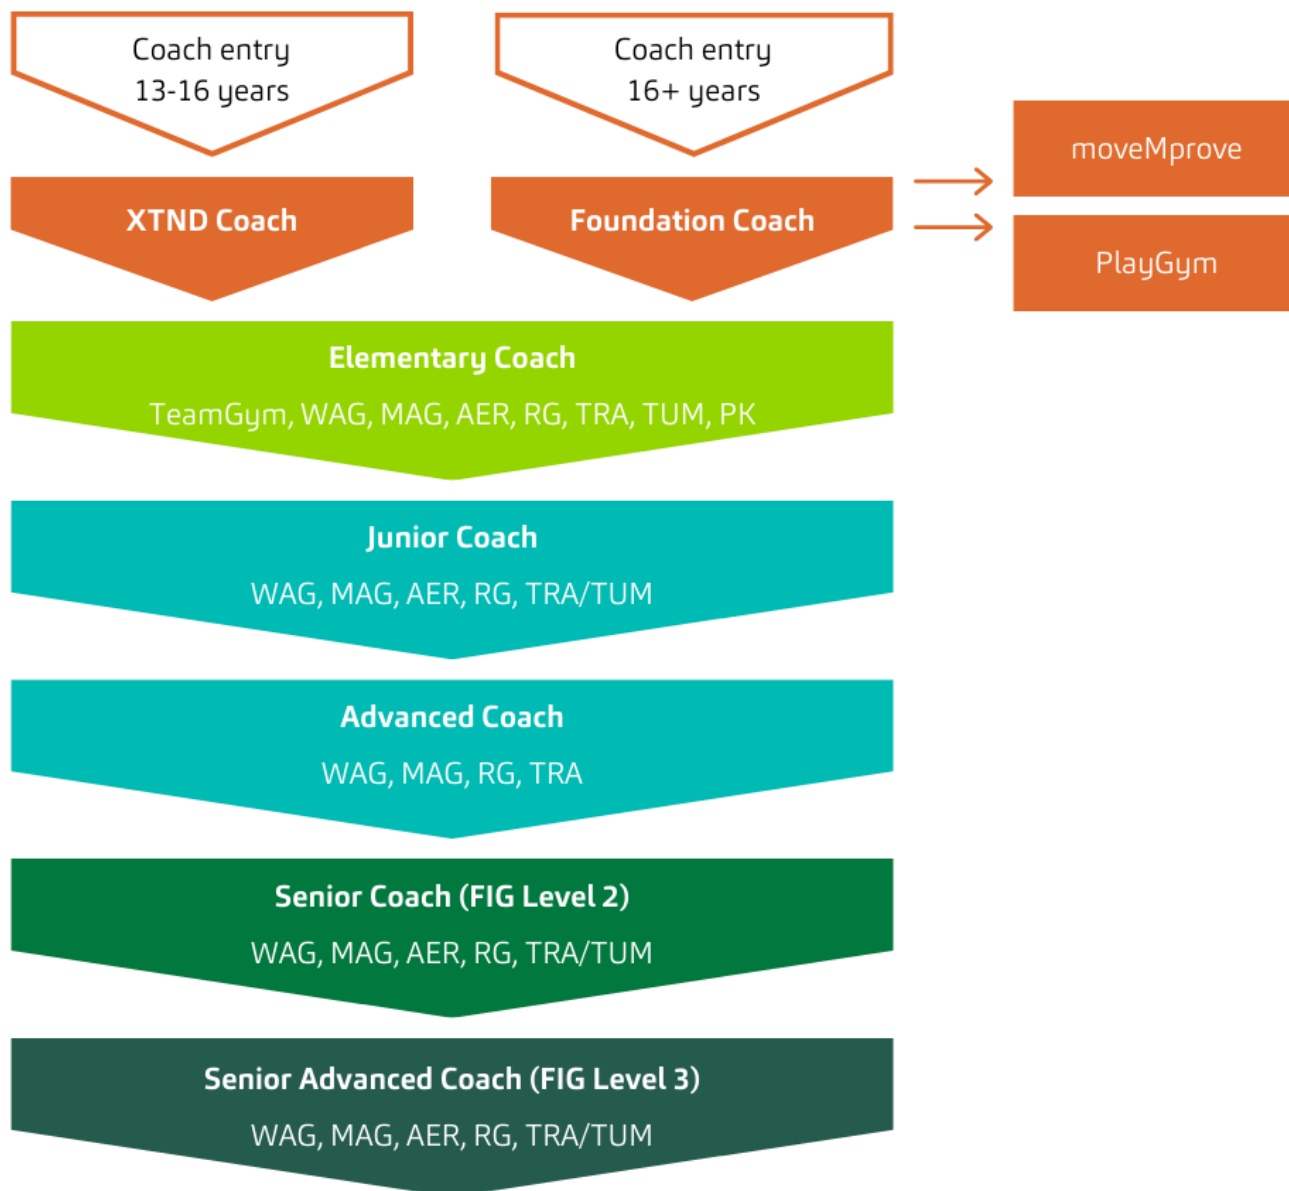 Coach entry
13-16 years
Coach entry
16+ years
moveMprove
XTND Coach
Foundation Coach
PlayGym
Elementary Coach
TeamGym, WAG, MAG, AER, RG, TRA, TUM, PK
Junior Coach
WAG, MAG, AER, RG, TRA/TUM
Advanced Coach
WAG, MAG, RG, TRA
Senior Coach (FIG Level 2)
WAG, MAG, AER, RG, TRA/TUM
Senior Advanced Coach (FIG Level 3)
WAG, MAG, AER, RG, TRA/TUM